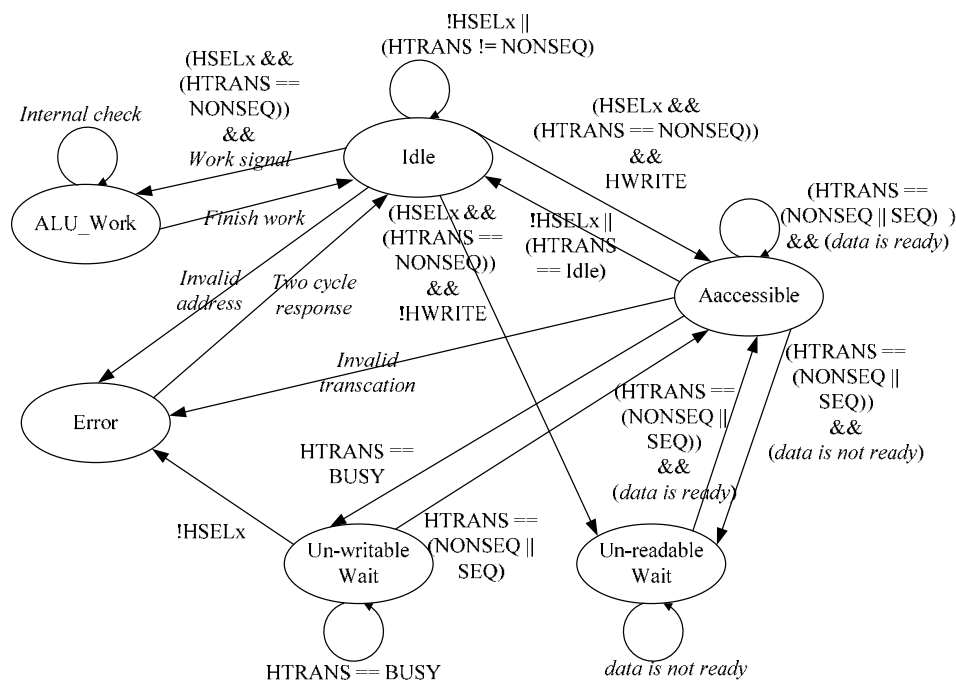 !HSELx ||
(HTRANS != NONSEQ)
(HSELx &&
(HTRANS ==
NONSEQ))
&&
Work signal
Internal check
(HSELx &&
(HTRANS == NONSEQ))
&&
HWRITE
Idle
ALU_Work
Finish work
(HSELx &&
(HTRANS ==
NONSEQ))
&&
!HWRITE
!HSELx ||
(HTRANS
== Idle)
(HTRANS ==
(NONSEQ || SEQ) )
&& (data is ready)
Invalid
address
Two cycle
response
Aaccessible
Invalid
transcation
(HTRANS ==
(NONSEQ ||
SEQ))
&&
(data is not ready)
(HTRANS ==
(NONSEQ ||
SEQ))
&&
(data is ready)
Error
HTRANS ==
BUSY
!HSELx
HTRANS ==
(NONSEQ ||
SEQ)
Un-writable
Wait
Un-readable
Wait
HTRANS == BUSY
data is not ready